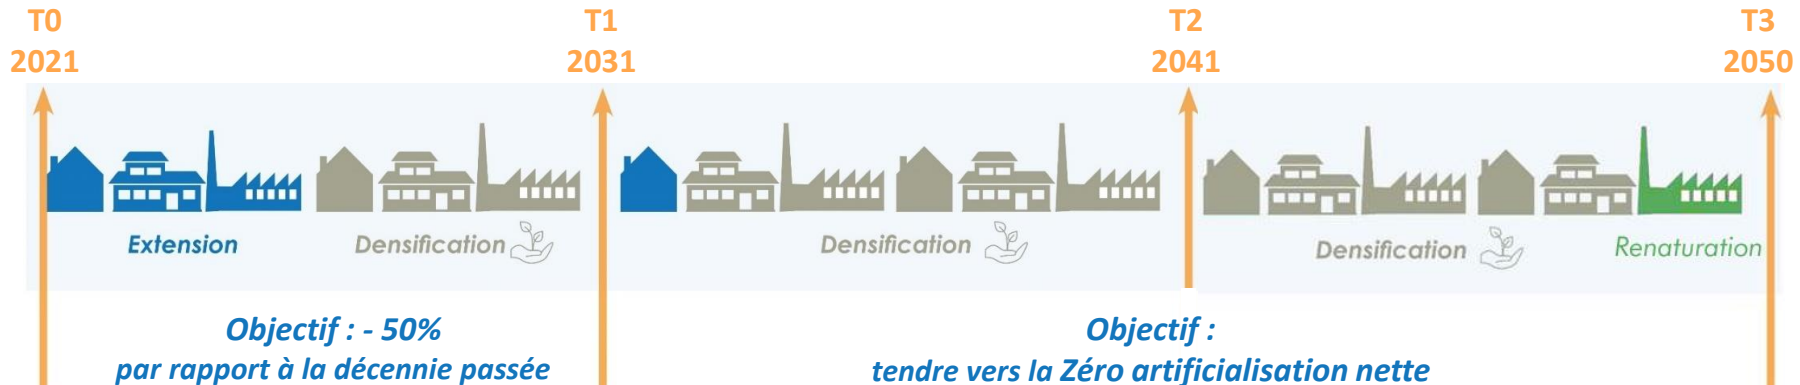 T0
2021
T1
2031
T2
2041
T3
2050
Extension
Densification
Densification
Densification
Renaturation
Objectif : - 50%
par rapport à la décennie passée
Objectif :
tendre vers la Zéro artificialisation nette